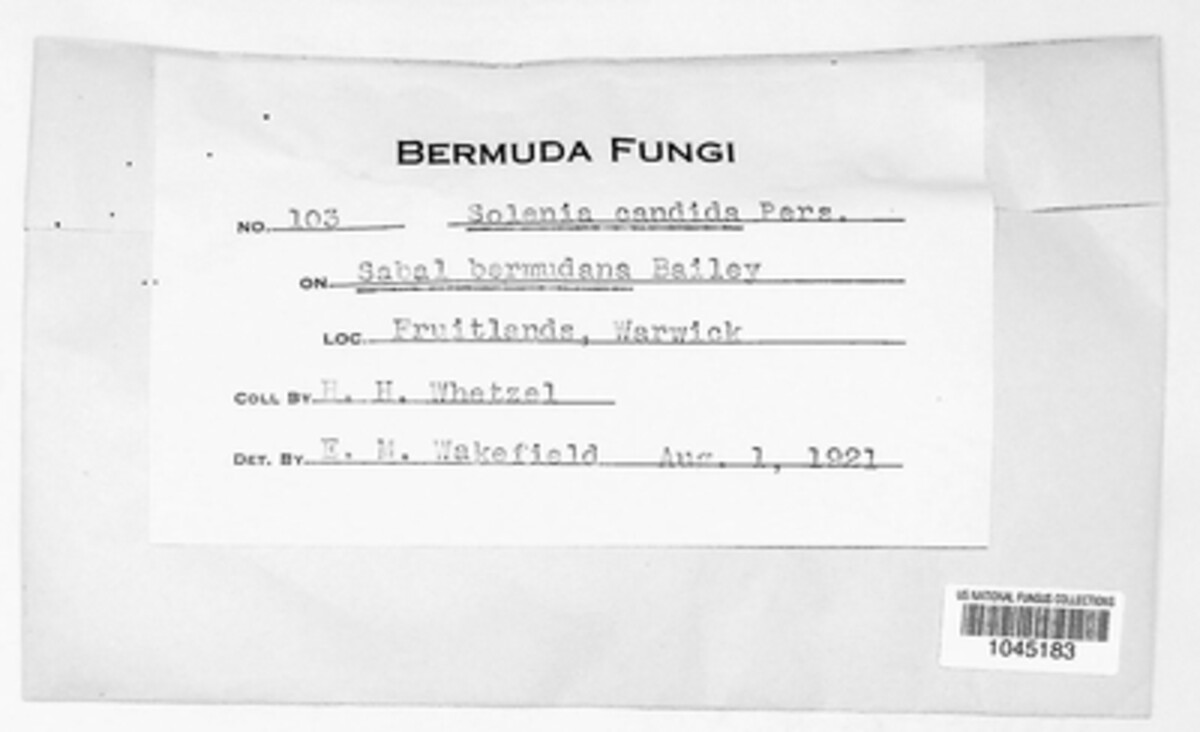 BERMUDA FUNGI
NO. 103 Solenia candida Pers.
ON Sabal bermudana Bailey
LOC. Fruitlands, Warwick
COLL BY H. H. Whetzel
DET. BY E. M. Wakefield Aug. 1, 1921
US NATIONAL FUNGUS COLLECTIONS
1045183